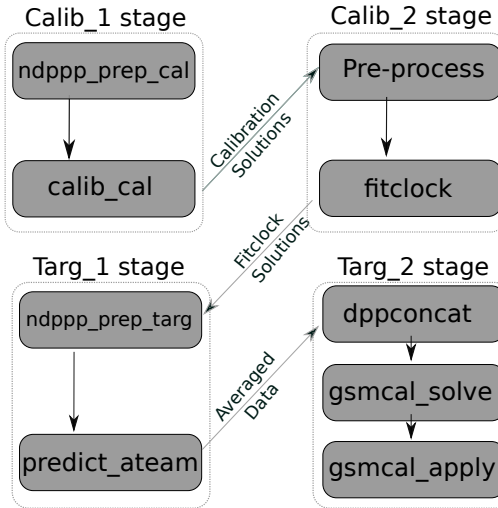 Calib_1 stage
ndppp_prep_cal
calib_cal
Calibration
Solutions
Calib_2 stage
Pre-process
fitclock
Fitclock
Solutions
Targ_1 stage
ndppp_prep_targ
predict_ateam
Averaged
Data
Targ_2 stage
dppconcat
gsmcal_solve
gsmcal_apply